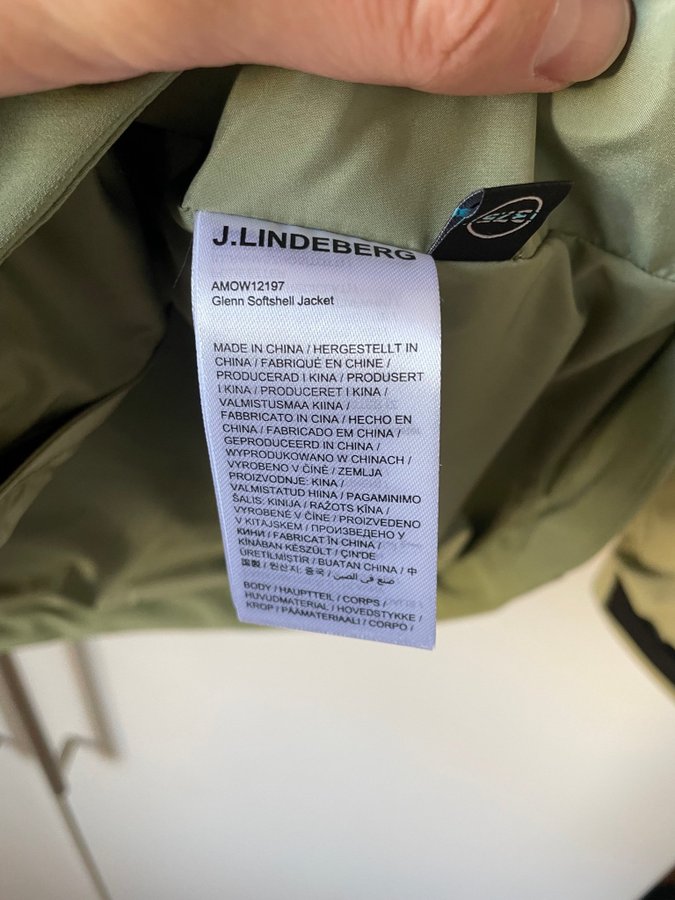 37.5
J.LINDEBERG
AMOW12197
Glenn Softshell Jacket
MADE IN CHINA / HERGESTELLT IN
CHINA / FABRIQUÉ EN CHINE /
PRODUCERAD I KINA / PRODUSERT
I KINA / PRODUCERET I KINA /
VALMISTUSMAA KIINA /
FABBRICATO IN CINA / HECHO EN
CHINA / FABRICADO EM CHINA /
GEPRODUCEERD IN CHINA /
WYPRODUKOWANO W CHINACH /
VYROBENO V ČÍNĚ / ZEMLJA
PROIZVODNJE: KINA /
VALMISTATUD HIINA / PAGAMINIMO
ŠALIS: KINIJA / RAŽOTS ĶĪNA /
VYROBENÉ V ČÍNE / PROIZVEDENO
V KITAJSKEM / ПРОИЗВЕДЕНО У
КИНИ / FABRICAT ÎN CHINA /
KÍNÁBAN KÉSZÜLT / ÇIN'DE
ÜRETİLMİŞTİR / BUATAN CHINA / 中
国製 / 원산지: 중국 / صنع في الصين
BODY / HAUPTTEIL / CORPS /
HUVUDMATERIAL / HOVEDSTYKKE /
KROP / PÄÄMATERIAALI / CORPO /